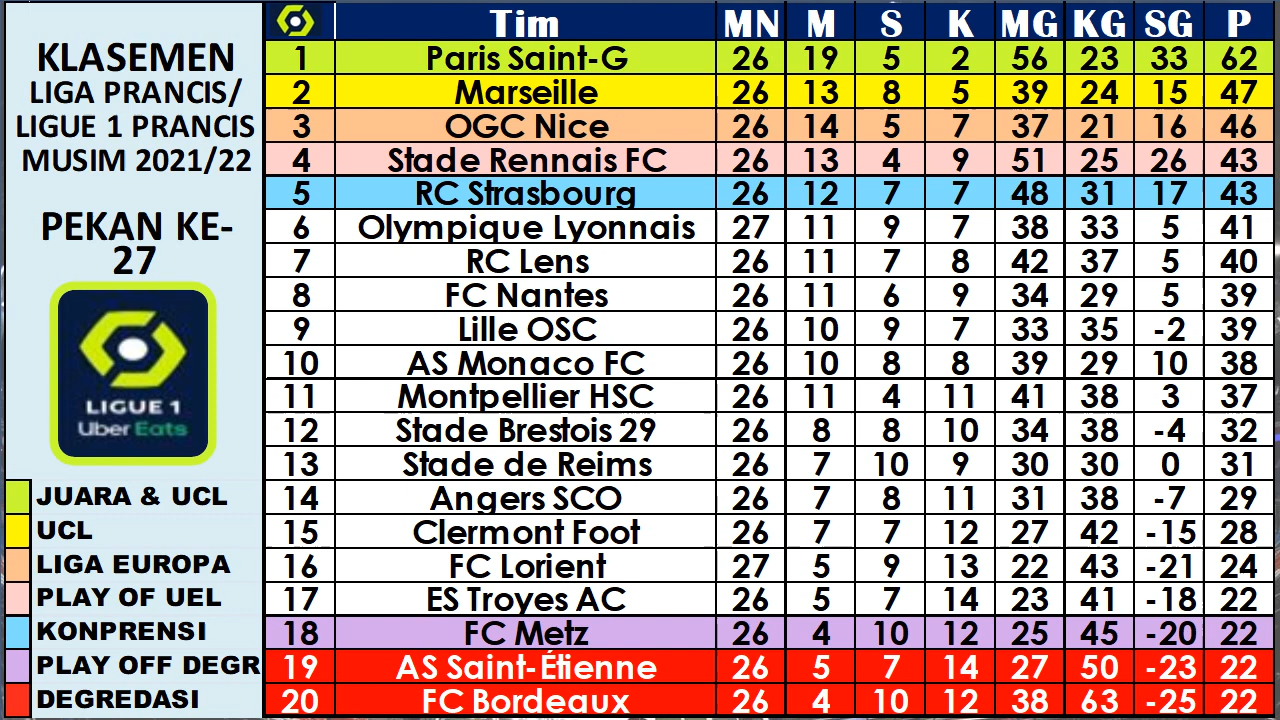 KLASEMEN
LIGA PRANCIS/
LIGUE 1 PRANCIS
MUSIM 2021/22
PEKAN KE-
27
LIGUE 1
Uber Eats
JUARA & UCL
UCL
LIGA EUROPA
PLAY OF UEL
KONPRENSI
PLAY OFF DEGR
DEGREDASI
Tim MN M S K MG KG SG P
1 Paris Saint-G 26 19 5 2 56 23 33 62
2 Marseille 26 13 8 5 39 24 15 47
3 OGC Nice 26 14 5 7 37 21 16 46
4 Stade Rennais FC 26 13 4 9 51 25 26 43
5 RC Strasbourg 26 12 7 7 48 31 17 43
6 Olympique Lyonnais 27 11 9 7 38 33 5 41
7 RC Lens 26 11 7 8 42 37 5 40
8 FC Nantes 26 11 6 9 34 29 5 39
9 Lille OSC 26 10 9 7 33 35 -2 39
10 AS Monaco FC 26 10 8 8 39 29 10 38
11 Montpellier HSC 26 11 4 11 41 38 3 37
12 Stade Brestois 29 26 8 8 10 34 38 -4 32
13 Stade de Reims 26 7 10 9 30 30 0 31
14 Angers SCO 26 7 8 11 31 38 -7 29
15 Clermont Foot 26 7 7 12 27 42 -15 28
16 FC Lorient 27 5 9 13 22 43 -21 24
17 ES Troyes AC 26 5 7 14 23 41 -18 22
18 FC Metz 26 4 10 12 25 45 -20 22
19 AS Saint-Étienne 26 5 7 14 27 50 -23 22
20 FC Bordeaux 26 4 10 12 38 63 -25 22